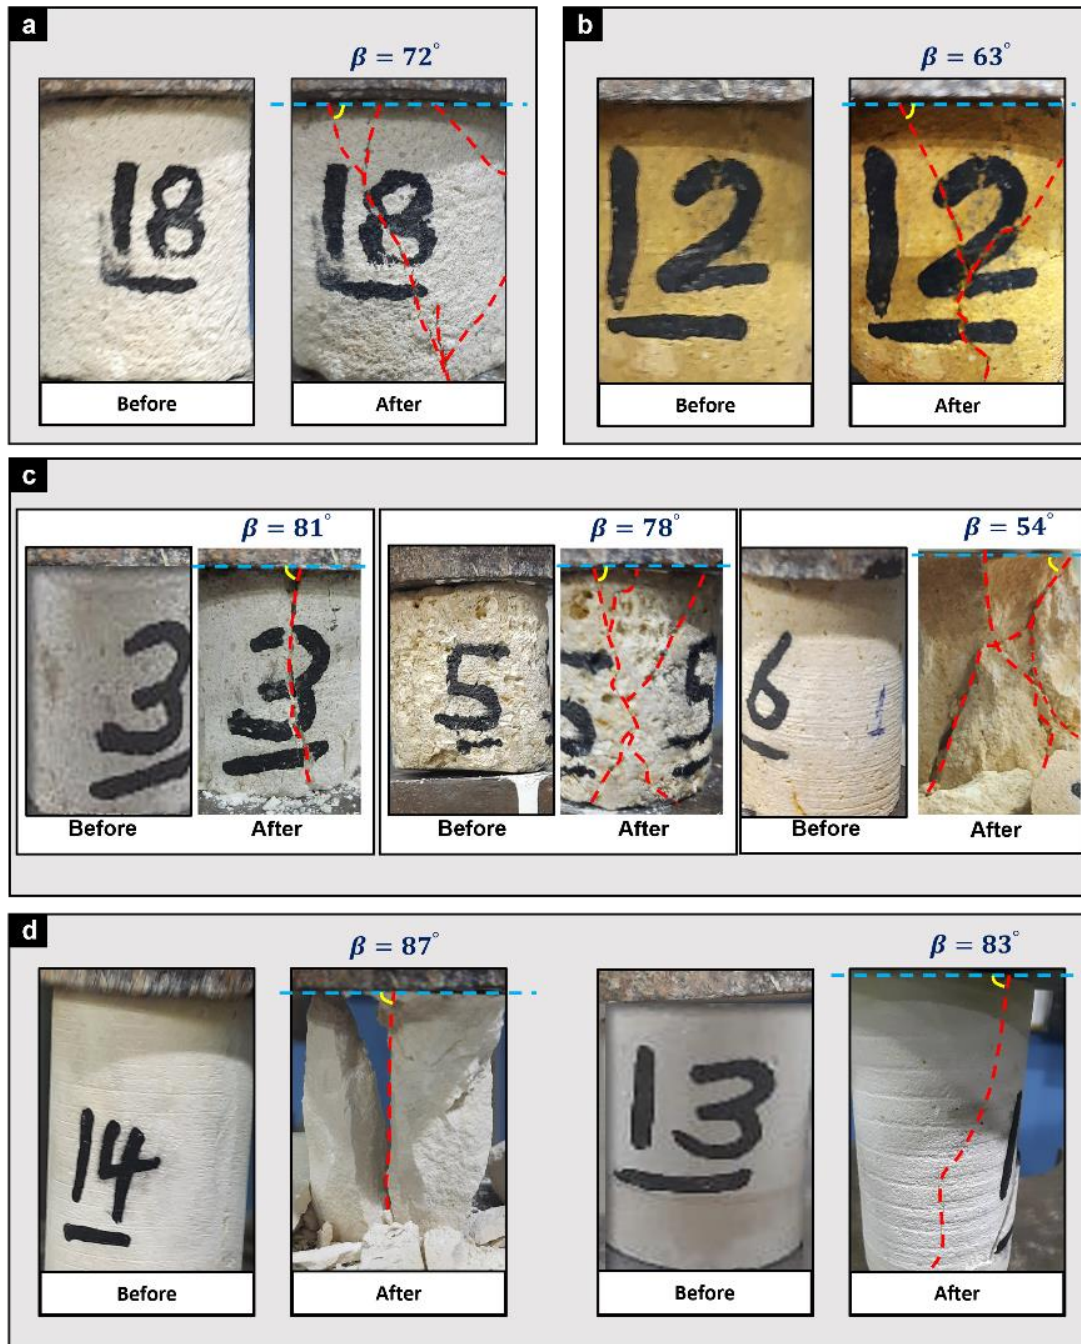 a
β = 72°
18
18
Before
After
b
β = 63°
12
12
Before
After
c
β = 81°
3
3
Before
After
β = 78°
5
5
5
Before
After
β = 54°
6
1
Before
After
d
β = 87°
14
Before
After
β = 83°
13
Before
After